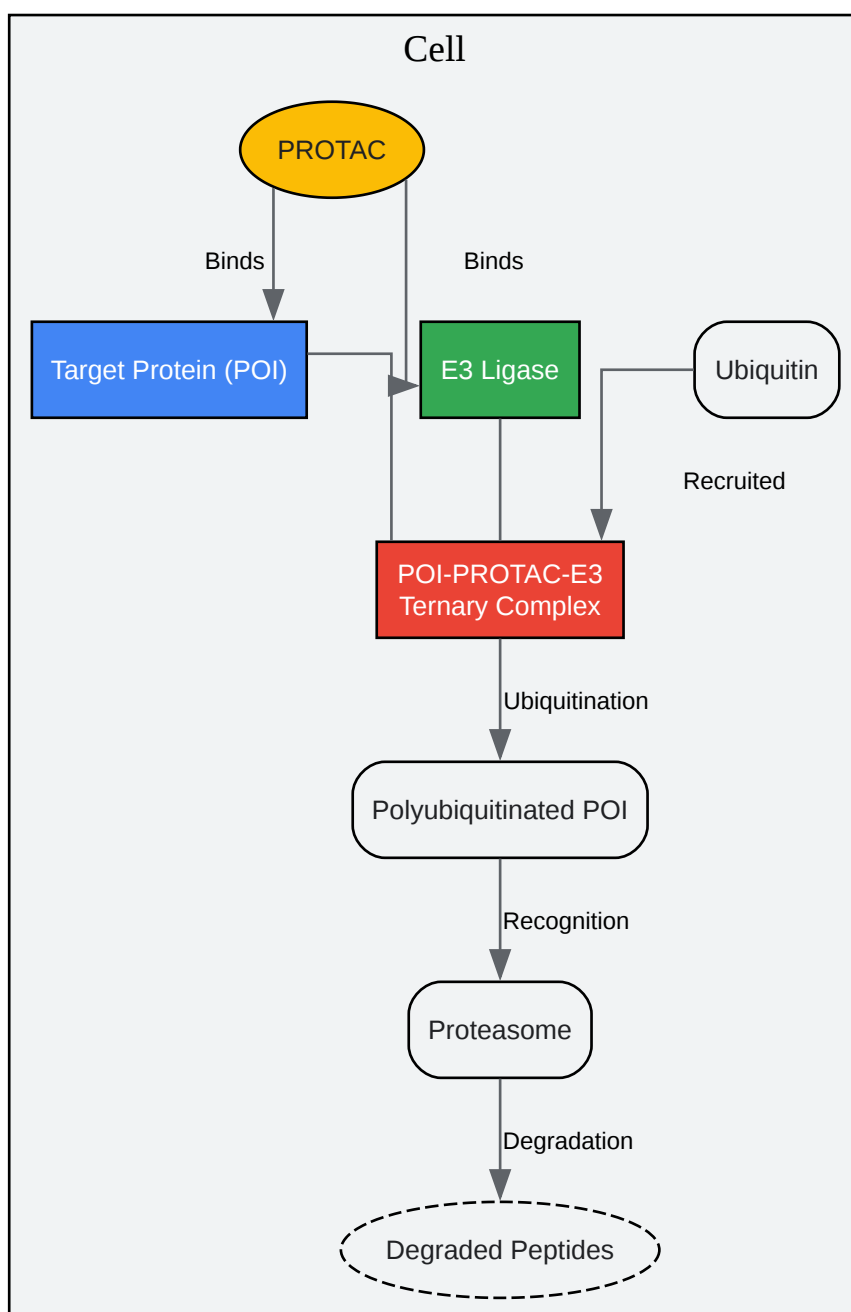 Cell
PROTAC
Binds
Binds
Target Protein (POI)
E3 Ligase
Ubiquitin
Recruited
POI-PROTAC-E3
Ternary Complex
Ubiquitination
Polyubiquitinated POI
Recognition
Proteasome
Degradation
Degraded Peptides